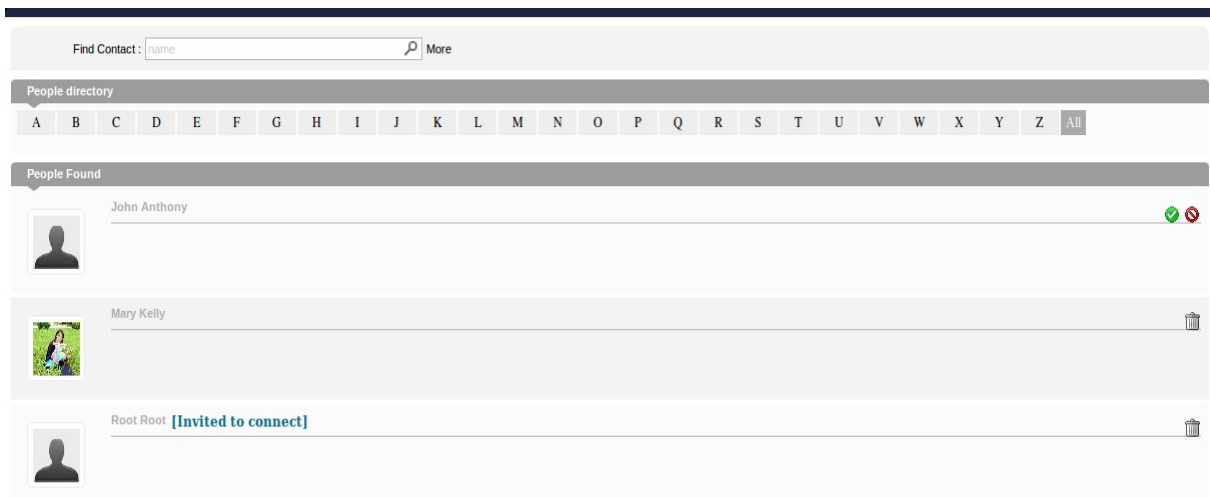 Find Contact : name More
People directory
A B C D E F G H I J K L M N O P Q R S T U V W X Y Z All
People Found
John Anthony
Mary Kelly
Root Root [Invited to connect]